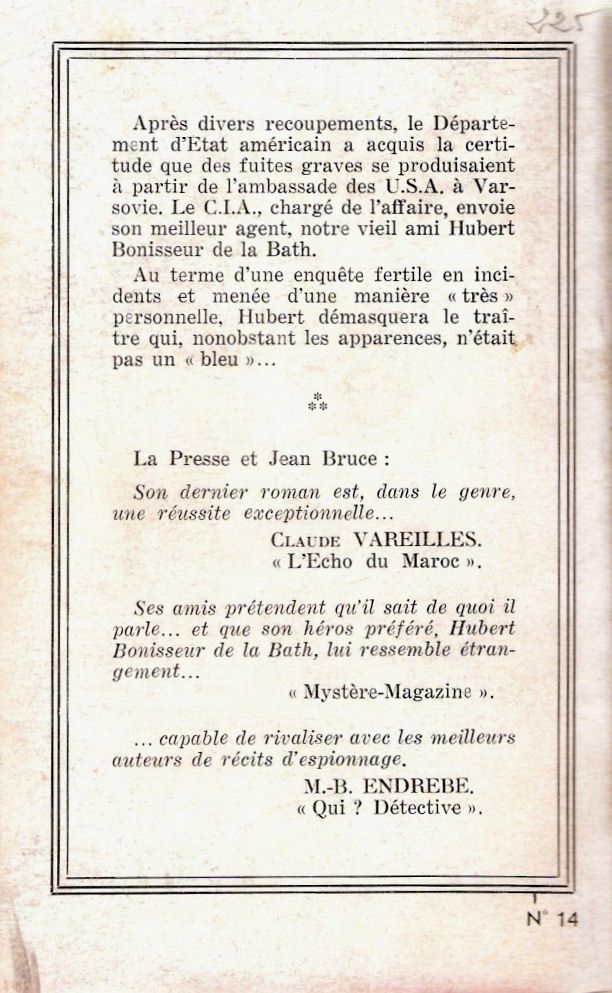 225
Après divers recoupements, le Départe-
ment d'Etat américain a acquis la certi-
tude que des fuites graves se produisaient
à partir de l'ambassade des U.S.A. à Var-
sovie. Le C.I.A., chargé de l'affaire, envoie
son meilleur agent, notre vieil ami Hubert
Bonisseur de la Bath.
Au terme d'une enquête fertile en inci-
dents et menée d'une manière « très »
personnelle, Hubert démasquera le traî-
tre qui, nonobstant les apparences, n'était
pas un « bleu »...
La Presse et Jean Bruce :
Son dernier roman est, dans le genre,
une réussite exceptionnelle...
CLAUDE VAREILLES.
« L'Echo du Maroc ».
Ses amis prétendent qu'il sait de quoi il
parle... et que son héros préféré, Hubert
Bonisseur de la Bath, lui ressemble étran-
gement...
« Mystère-Magazine ».
... capable de rivaliser avec les meilleurs
auteurs de récits d'espionnage.
M.-B. ENDREBE.
« Qui ? Détective ».
N° 14